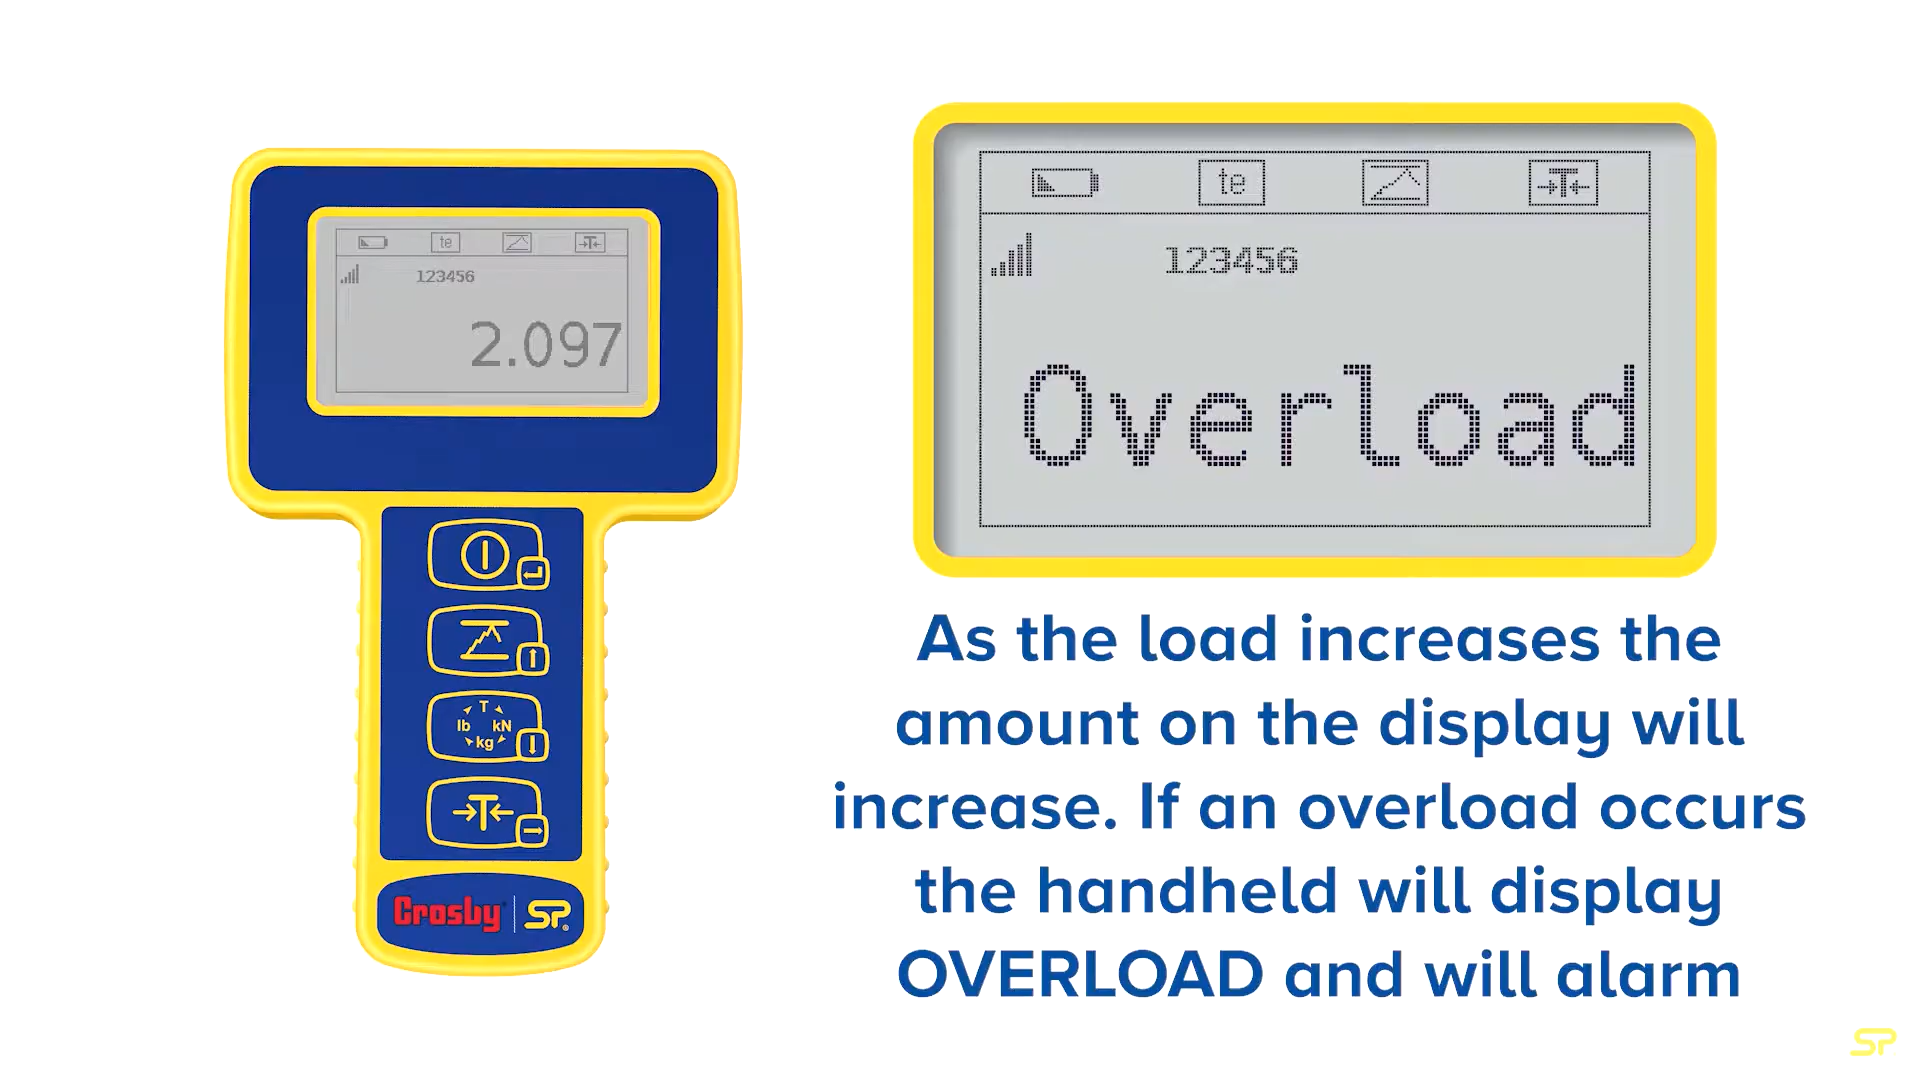 te
123456
2.097
T
lb kN
kg
Crosby | SP
te
T
123456
Overload
As the load increases the
amount on the display will
increase. If an overload occurs
the handheld will display
OVERLOAD and will alarm
SP